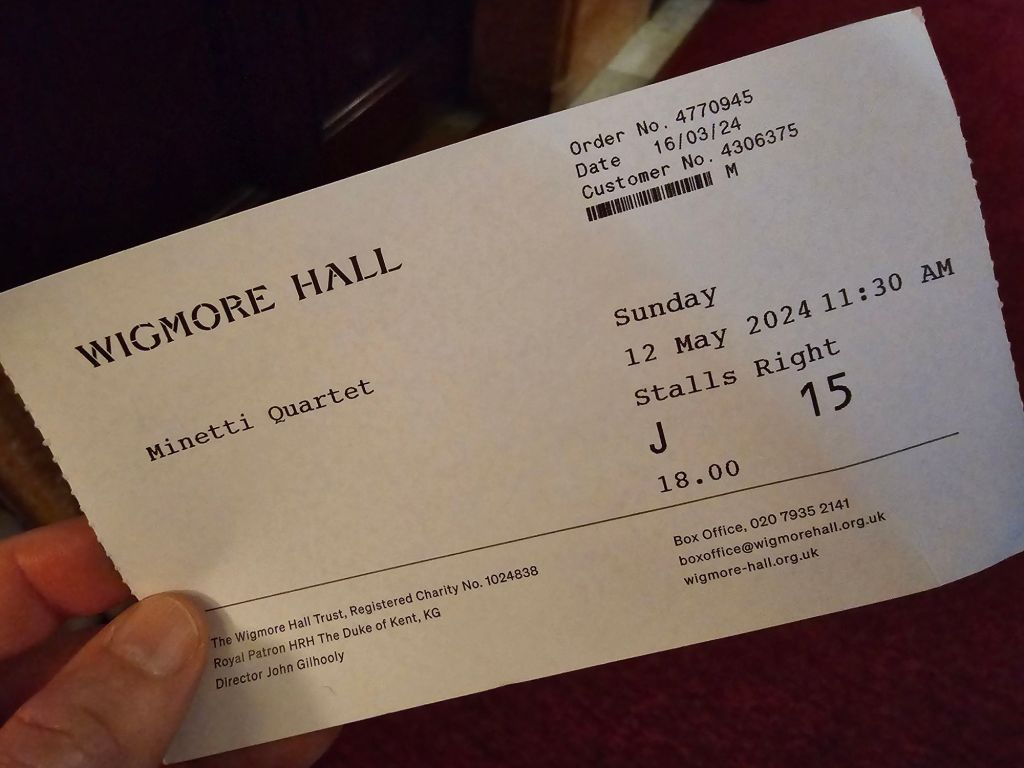 Order No. 4770945
Date 16/03/24
Customer No. 4306375
M
WIGMORE HALL
Minetti Quartet
Sunday
12 May 2024 11:30 AM
Stalls Right
J 15
18.00
The Wigmore Hall Trust, Registered Charity No. 1024838
Royal Patron HRH The Duke of Kent, KG
Director John Gilhooly
Box Office, 020 7935 2141
boxoffice@wigmorehall.org.uk
wigmore-hall.org.uk